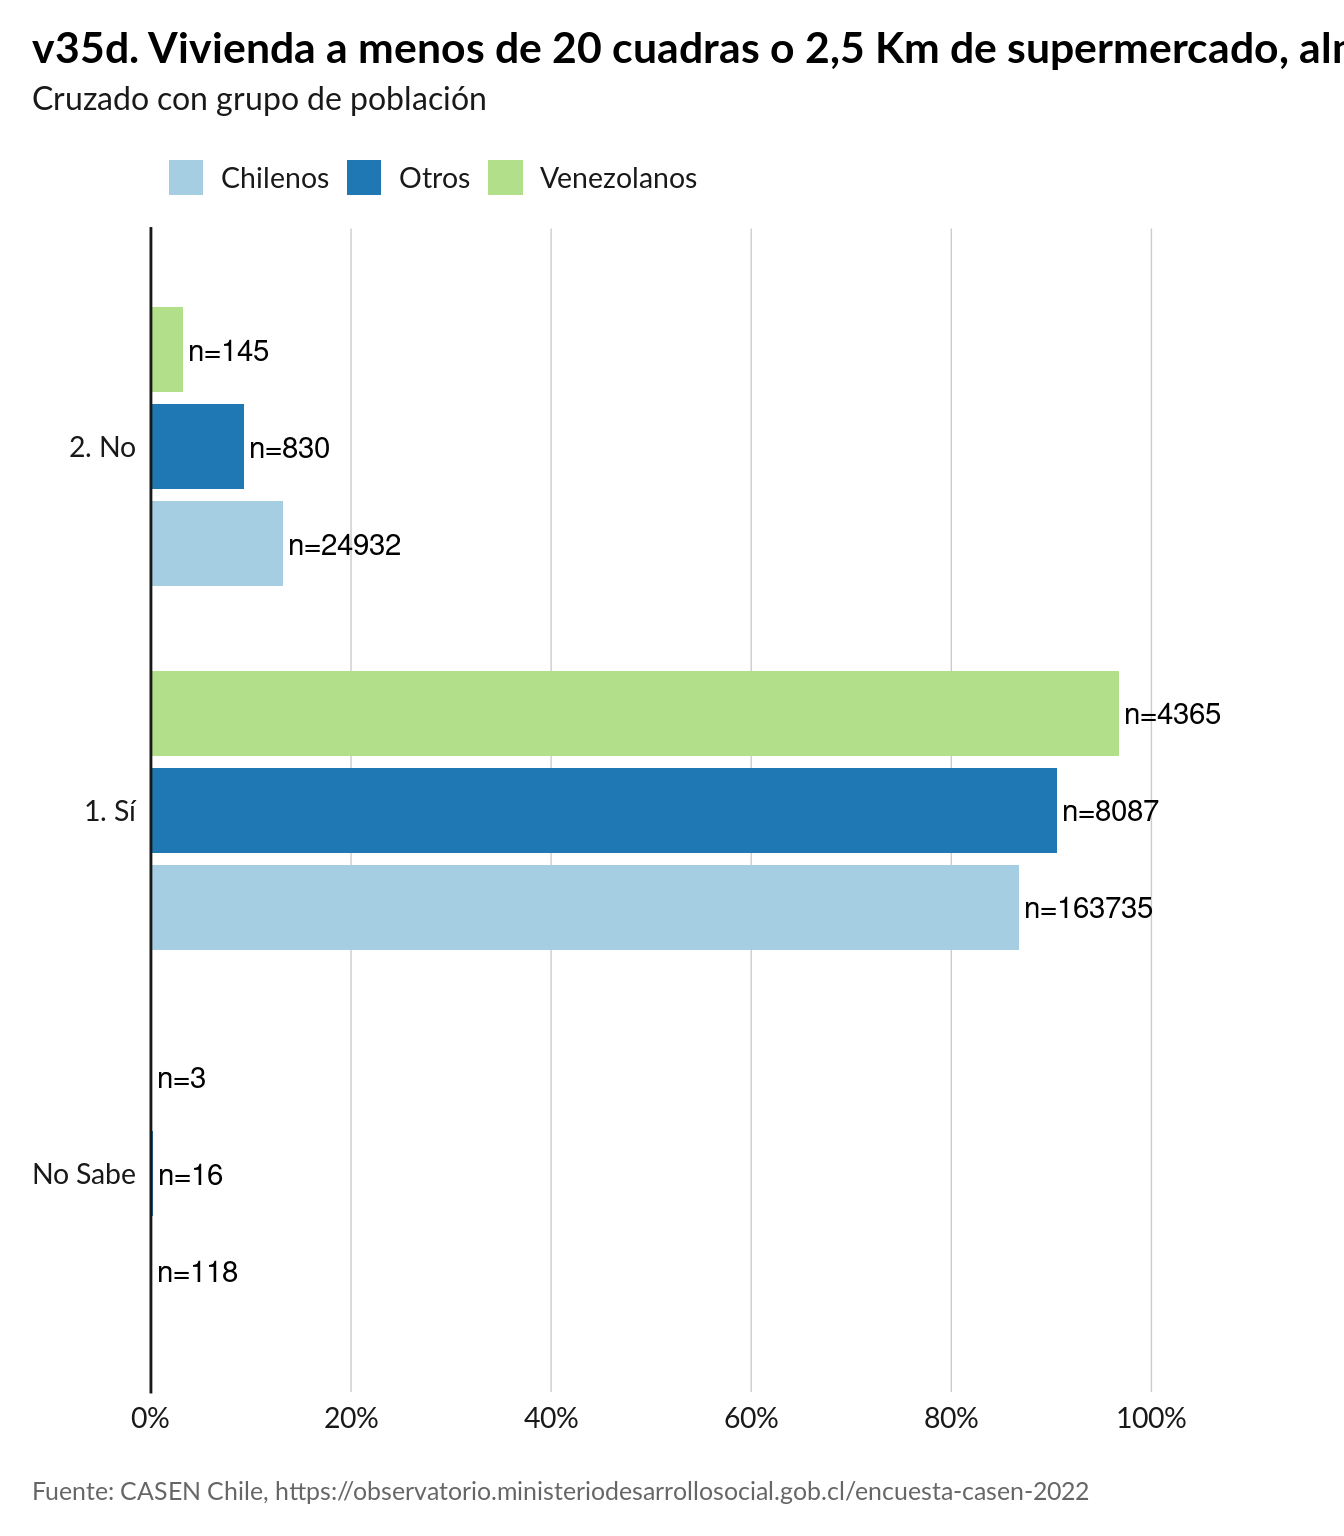 v35d. Vivienda a menos de 20 cuadras o 2,5 Km de supermercado,
Cruzado con grupo de población
Chilenos Otros Venezolanos
n=145
2. No n=830
n=24932
n=4365
1. Sí n=8087
n=163735
n=3
No Sabe n=16
n=118
0% 20% 40% 60% 80% 100%
Fuente: CASEN Chile, https://observatorio.ministeriodesarrollosocial.gob.cl/encuesta-casen-2022